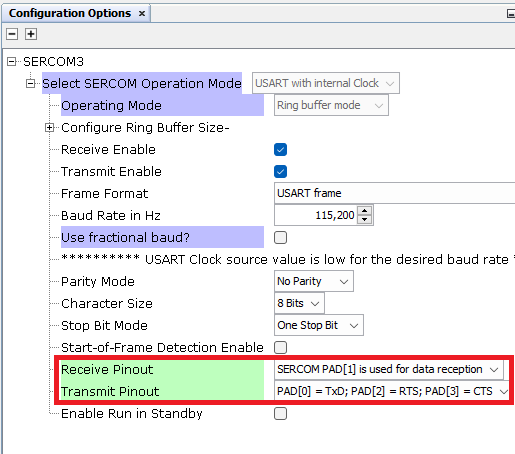 Configuration Options ×
SERCOM3
Select SERCOM Operation Mode USART with internal Clock
Operating Mode Ring buffer mode
Configure Ring Buffer Size-
Receive Enable
Transmit Enable
Frame Format USART frame
Baud Rate in Hz 115,200
Use fractional baud?
********** USART Clock source value is low for the desired baud rate *
Parity Mode No Parity
Character Size 8 Bits
Stop Bit Mode One Stop Bit
Start-of-Frame Detection Enable
Receive Pinout SERCOM PAD[1] is used for data reception
Transmit Pinout PAD[0] = TxD; PAD[2] = RTS; PAD[3] = CTS
Enable Run in Standby